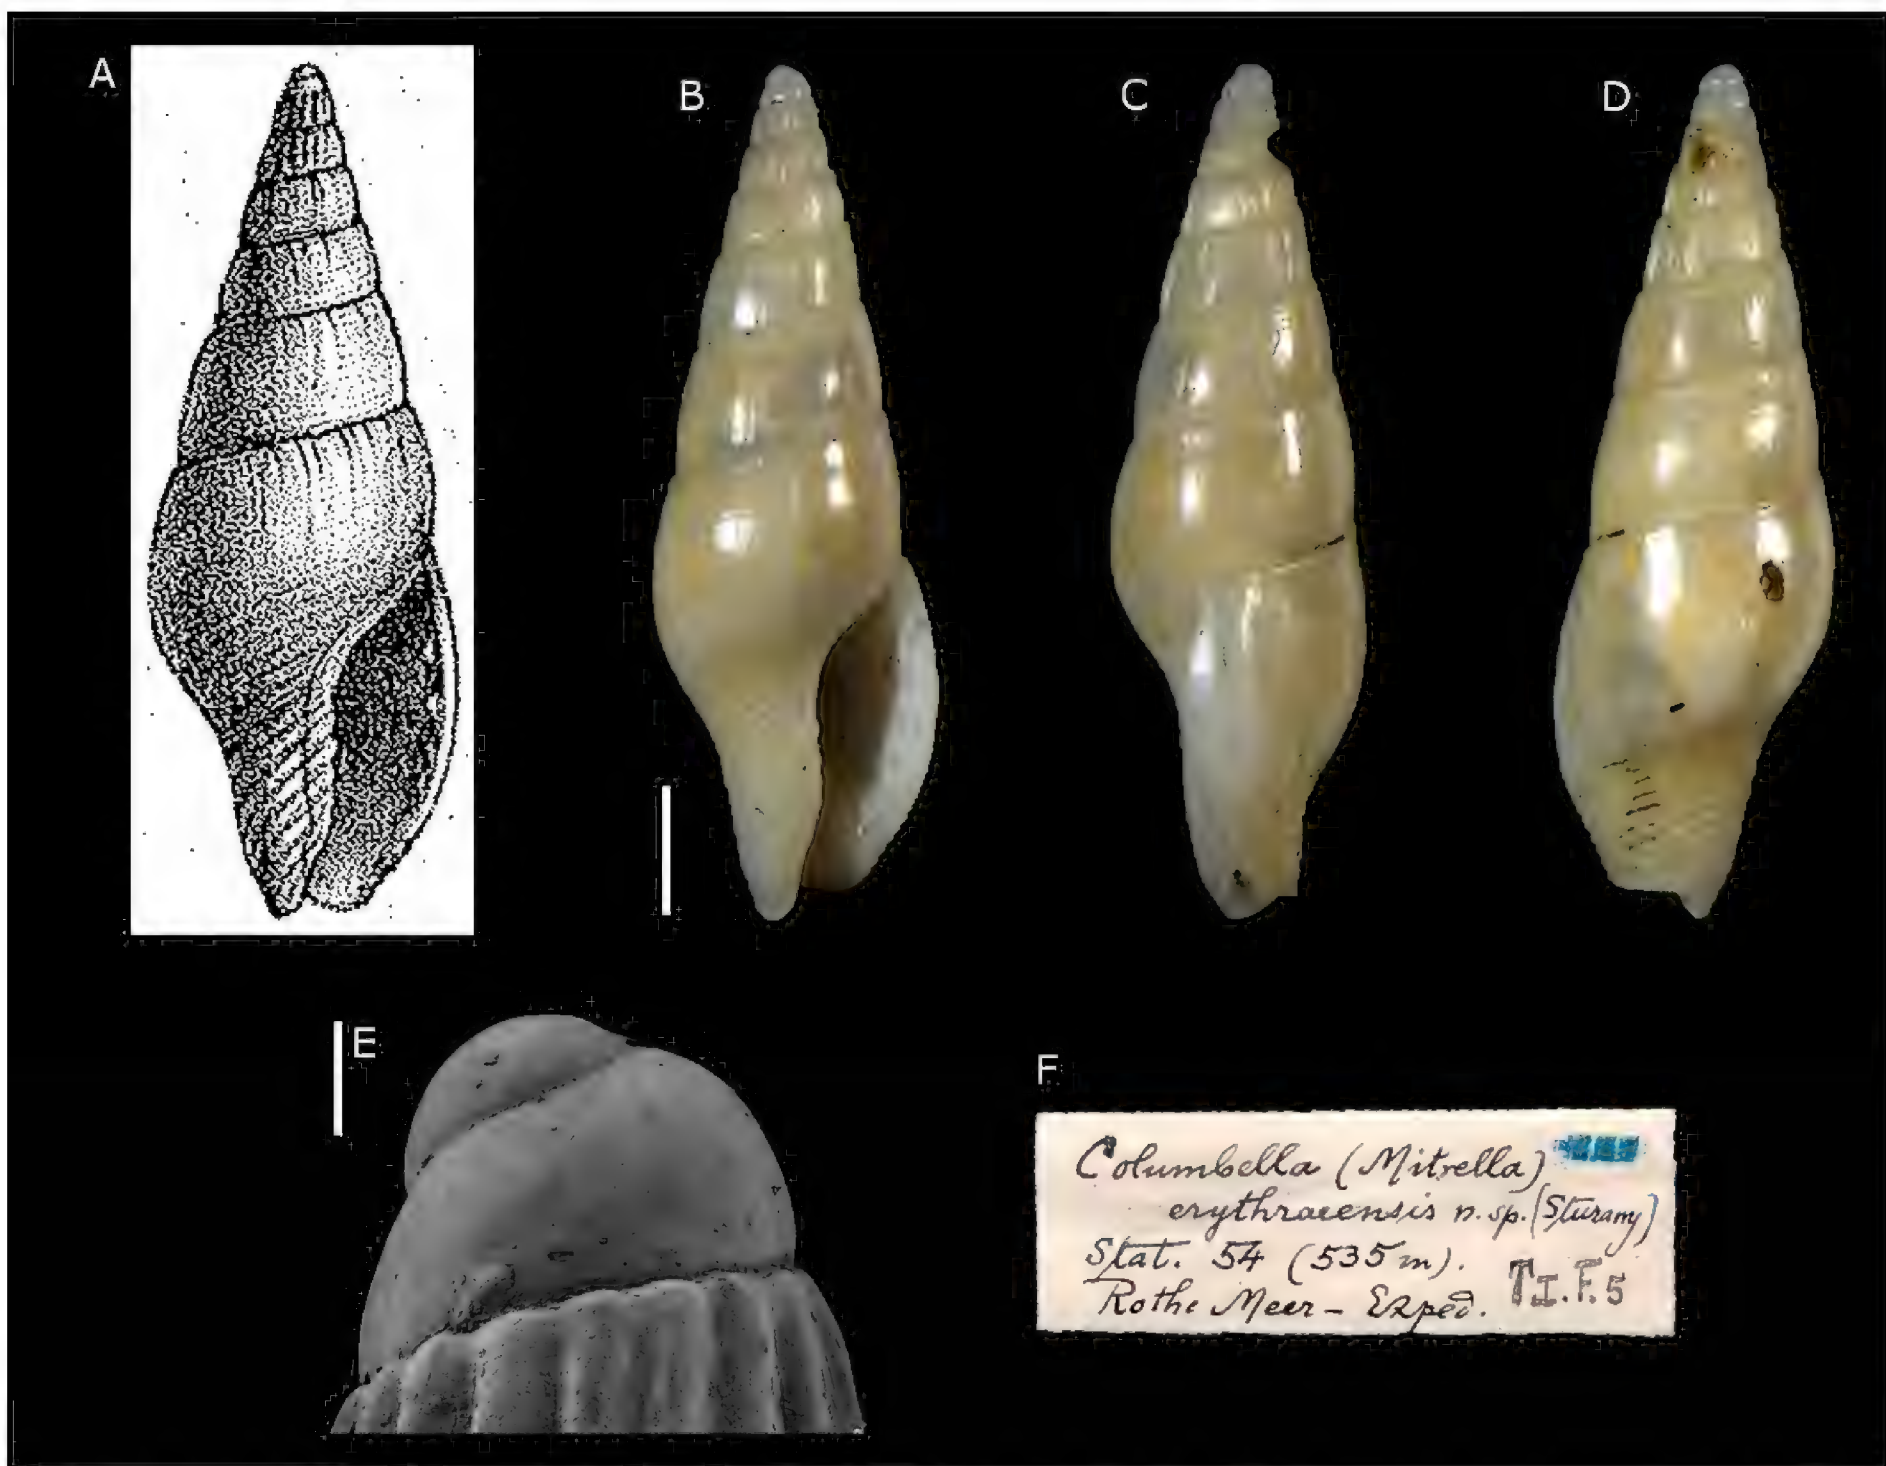 A
B
C
D
E
F
Columbella (Mitrella)
erythraeensis n. sp. (Sturany)
Stat. 54 (535 m).
Rothe Meer – Exped. T I. F. 5